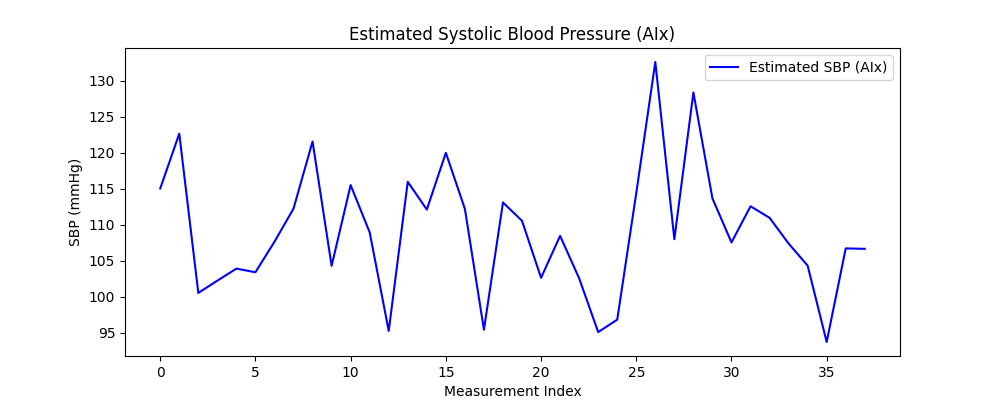 Estimated Systolic Blood Pressure (AIx)
Estimated SBP (AIx)
SBP (mmHg)
130
125
120
115
110
105
100
95
0 5 10 15 20 25 30 35
Measurement Index